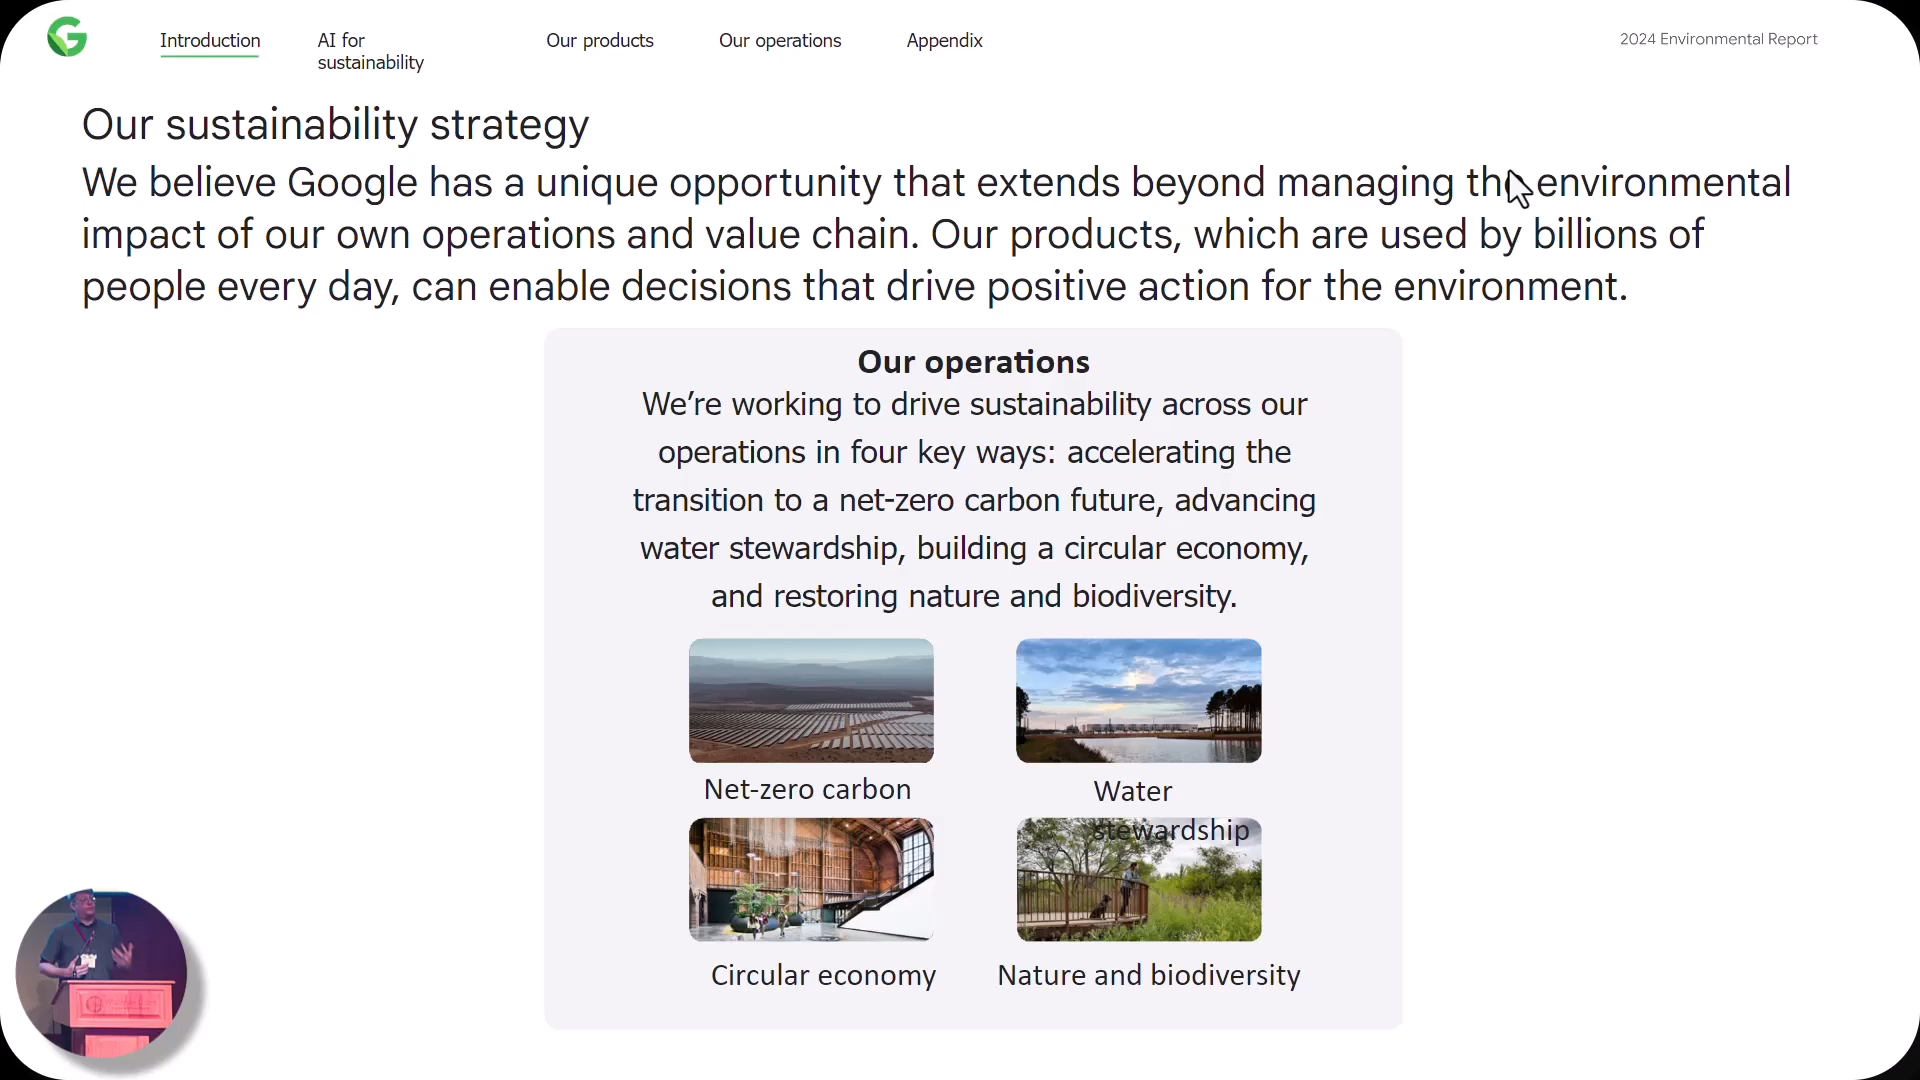 Introduction
AI for
sustainability
Our products
Our operations
Appendix
2024 Environmental Report
Our sustainability strategy
We believe Google has a unique opportunity that extends beyond managing the environmental
impact of our own operations and value chain. Our products, which are used by billions of
people every day, can enable decisions that drive positive action for the environment.
Our operations
We’re working to drive sustainability across our
operations in four key ways: accelerating the
transition to a net-zero carbon future, advancing
water stewardship, building a circular economy,
and restoring nature and biodiversity.
Net-zero carbon
Water
stewardship
Circular economy
Nature and biodiversity